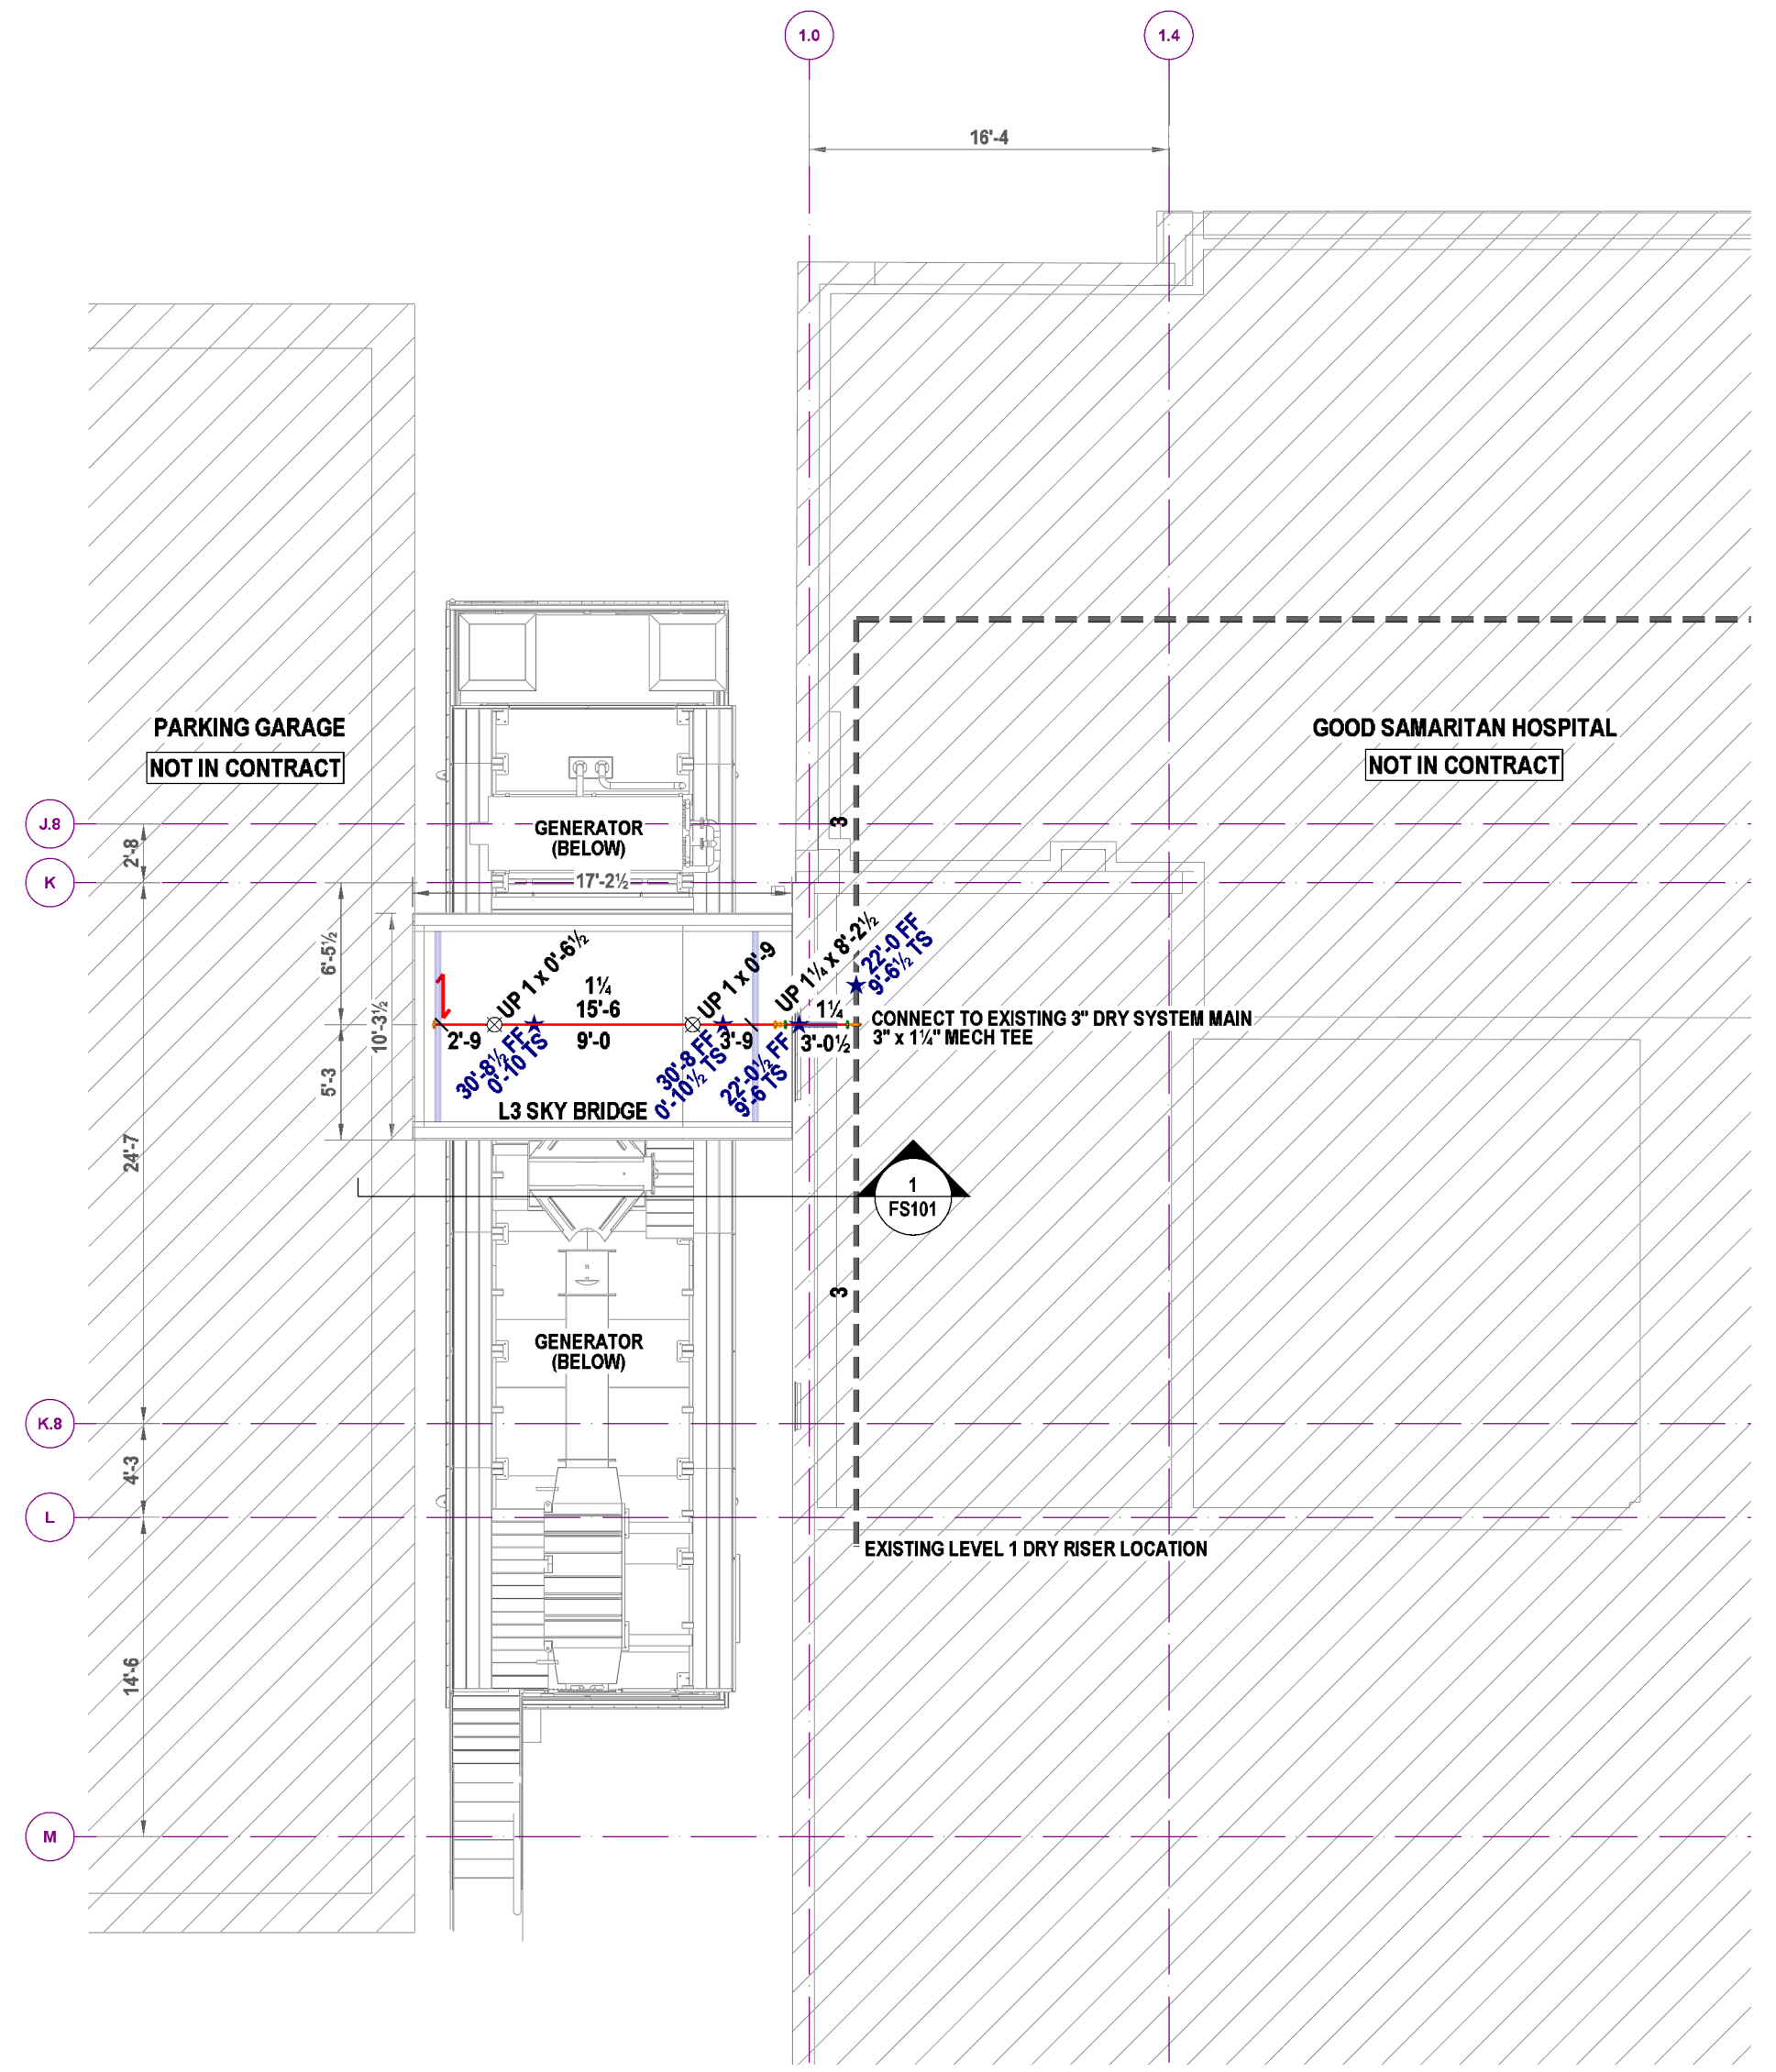 1.0
1.4
16'-4
PARKING GARAGE
NOT IN CONTRACT
GOOD SAMARITAN HOSPITAL
NOT IN CONTRACT
J.8
2'-8
K
GENERATOR
(BELOW)
3
17'-2½
6'-5½
10'-3½
5'-3
24'-7
1
UP 1 x 0'-6½
1¼
15'-6
UP 1 x 0'-9
UP 1¼ x 8'-2½
1¼
22'-0 FF
9'-6½ TS
2'-9
9'-0
3'-9
3'-0½
CONNECT TO EXISTING 3" DRY SYSTEM MAIN
3" x 1¼" MECH TEE
30'-8½ FF
0'-10 TS
30'-8 FF
0'-10½ TS
22'-0½ FF
9'-6 TS
L3 SKY BRIDGE
1
FS101
3
GENERATOR
(BELOW)
K.8
4'-3
L
EXISTING LEVEL 1 DRY RISER LOCATION
14'-6
M